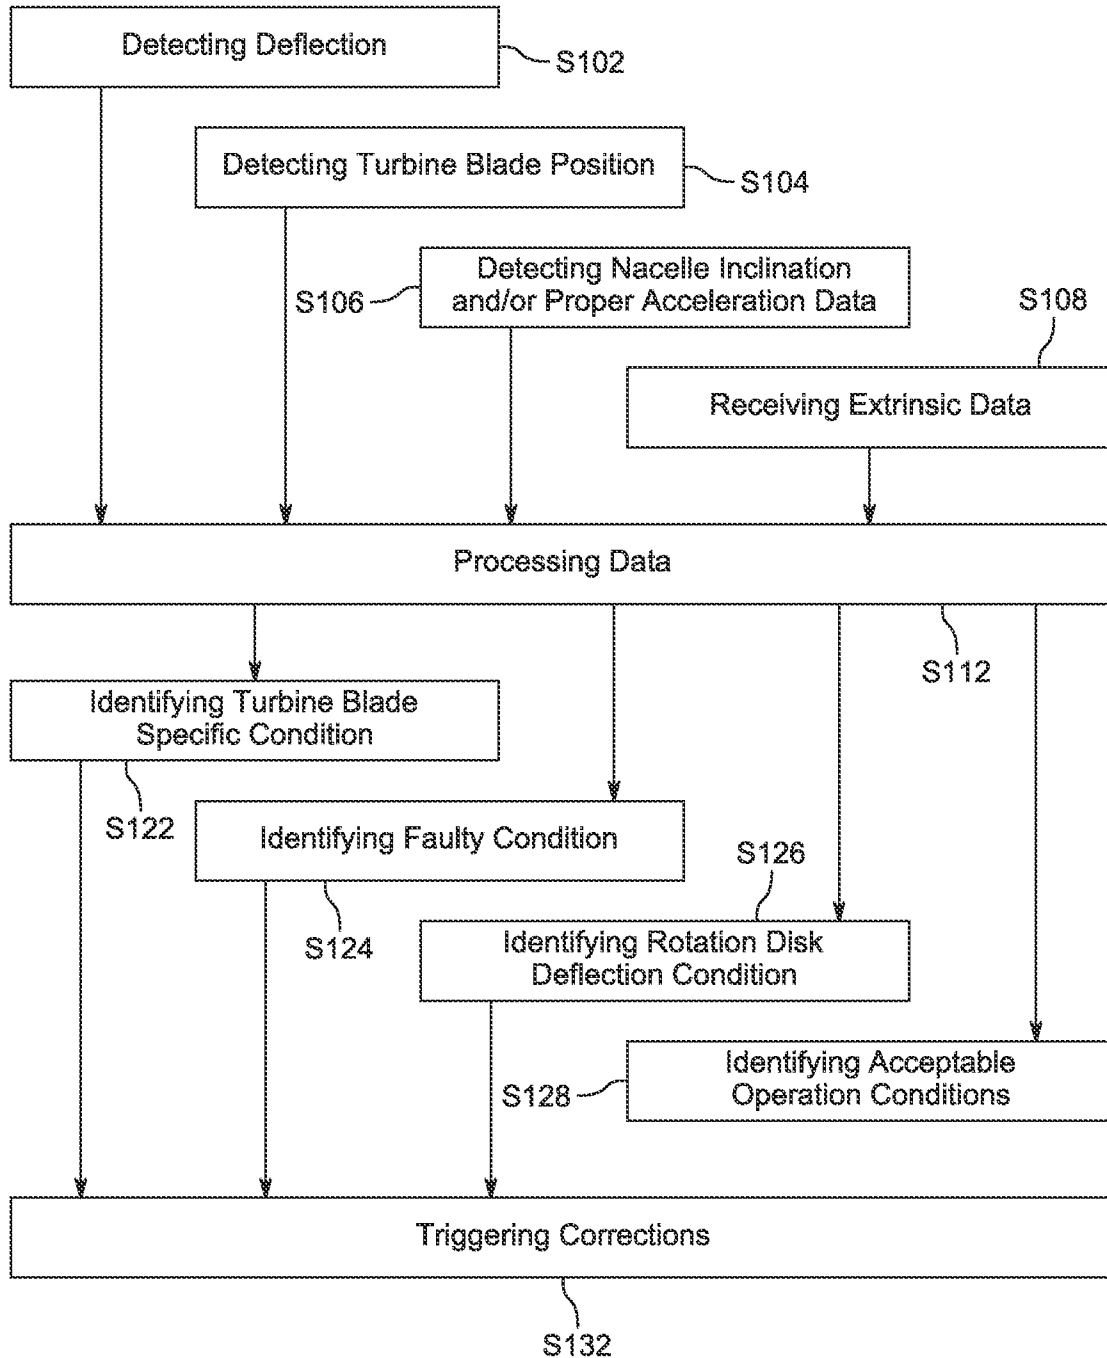 Detecting Deflection
S102
Detecting Turbine Blade Position
S104
Detecting Nacelle Inclination
and/or Proper Acceleration Data
S106
S108
Receiving Extrinsic Data
Processing Data
S112
Identifying Turbine Blade
Specific Condition
S122
Identifying Faulty Condition
S124
S126
Identifying Rotation Disk
Deflection Condition
Identifying Acceptable
Operation Conditions
S128
Triggering Corrections
S132